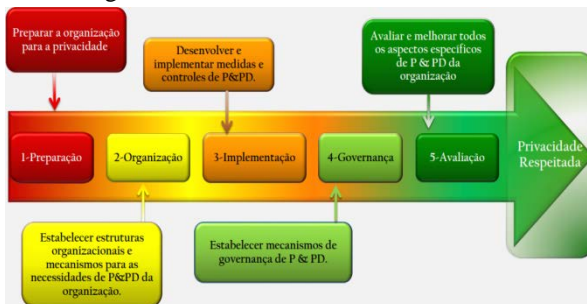 Preparar a organização
para a privacidade
Desenvolver e
implementar medidas e
controles de P&PD.
Avaliar e melhorar todos
os aspectos específicos
de P & PD da
organização
1-Preparação
2-Organização
3-Implementação
4-Governança
5-Avaliação
Privacidade
Respeitada
Estabelecer estruturas
organizacionais e
mecanismos para as
necessidades de P&PD da
organização.
Estabelecer mecanismos de
governança de P & PD.